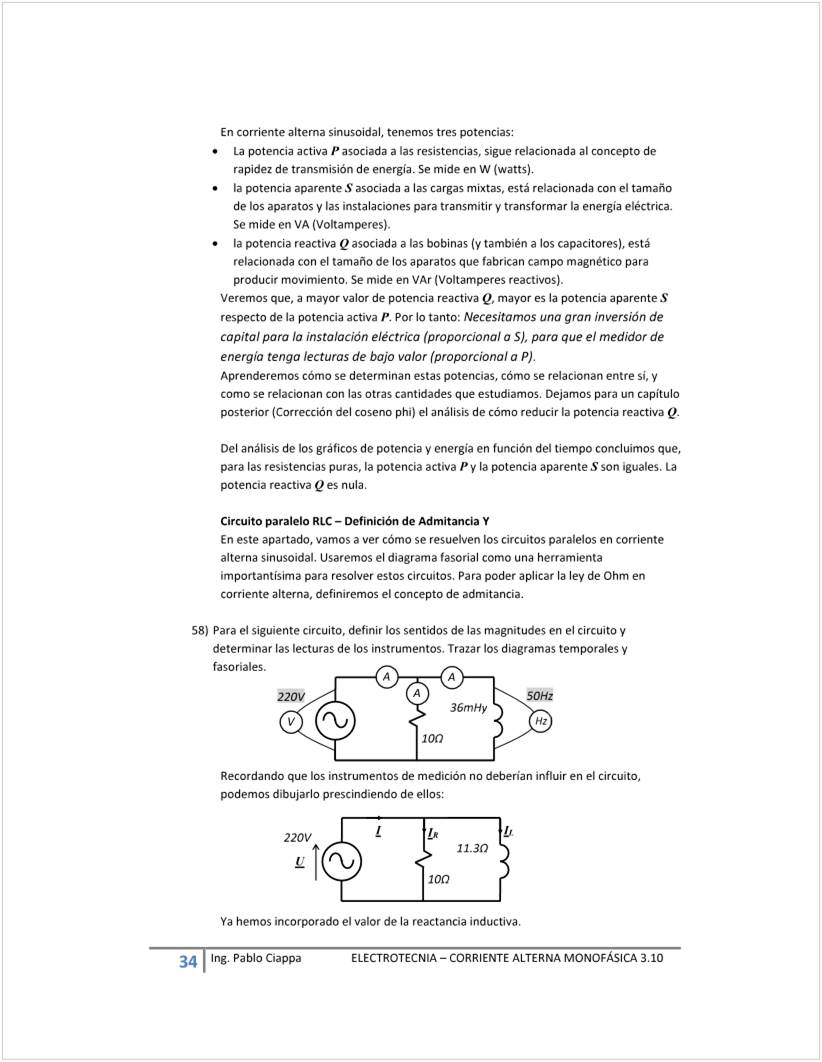 En corriente alterna sinusoidal, tenemos tres potencias:
• La potencia activa P asociada a las resistencias, sigue relacionada al concepto de
rapidez de transmisión de energía. Se mide en W (watts).
• la potencia aparente S asociada a las cargas mixtas, está relacionada con el tamaño
de los aparatos y las instalaciones para transmitir y transformar la energía eléctrica.
Se mide en VA (Voltamperes).
• la potencia reactiva Q asociada a las bobinas (y también a los capacitores), está
relacionada con el tamaño de los aparatos que fabrican campo magnético para
producir movimiento. Se mide en VAr (Voltamperes reactivos).
Veremos que, a mayor valor de potencia reactiva Q, mayor es la potencia aparente S
respecto de la potencia activa P. Por lo tanto: Necesitamos una gran inversión de
capital para la instalación eléctrica (proporcional a S), para que el medidor de
energía tenga lecturas de bajo valor (proporcional a P).
Aprenderemos cómo se determinan estas potencias, cómo se relacionan entre sí, y
como se relacionan con las otras cantidades que estudiamos. Dejamos para un capítulo
posterior (Corrección del coseno phi) el análisis de cómo reducir la potencia reactiva Q.
Del análisis de los gráficos de potencia y energía en función del tiempo concluimos que,
para las resistencias puras, la potencia activa P y la potencia aparente S son iguales. La
potencia reactiva Q es nula.
Circuito paralelo RLC – Definición de Admitancia Y
En este apartado, vamos a ver cómo se resuelven los circuitos paralelos en corriente
alterna sinusoidal. Usaremos el diagrama fasorial como una herramienta
importantísima para resolver estos circuitos. Para poder aplicar la ley de Ohm en
corriente alterna, definiremos el concepto de admitancia.
58) Para el siguiente circuito, definir los sentidos de las magnitudes en el circuito y
determinar las lecturas de los instrumentos. Trazar los diagramas temporales y
fasoriales.
A A
220V A 50Hz
V 36mHy Hz
10Ω
Recordando que los instrumentos de medición no deberían influir en el circuito,
podemos dibujarlo prescindiendo de ellos:
220V I IR IL
U 11.3Ω
10Ω
Ya hemos incorporado el valor de la reactancia inductiva.
34 Ing. Pablo Ciappa ELECTROTECNIA – CORRIENTE ALTERNA MONOFÁSICA 3.10